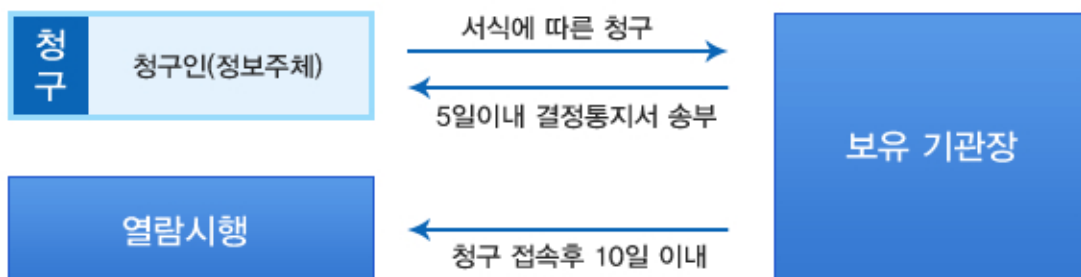 청구
청구인(정보주체)
서식에 따른 청구
5일이내 결정통지서 송부
보유 기관장
열람시행
청구 접속후 10일 이내